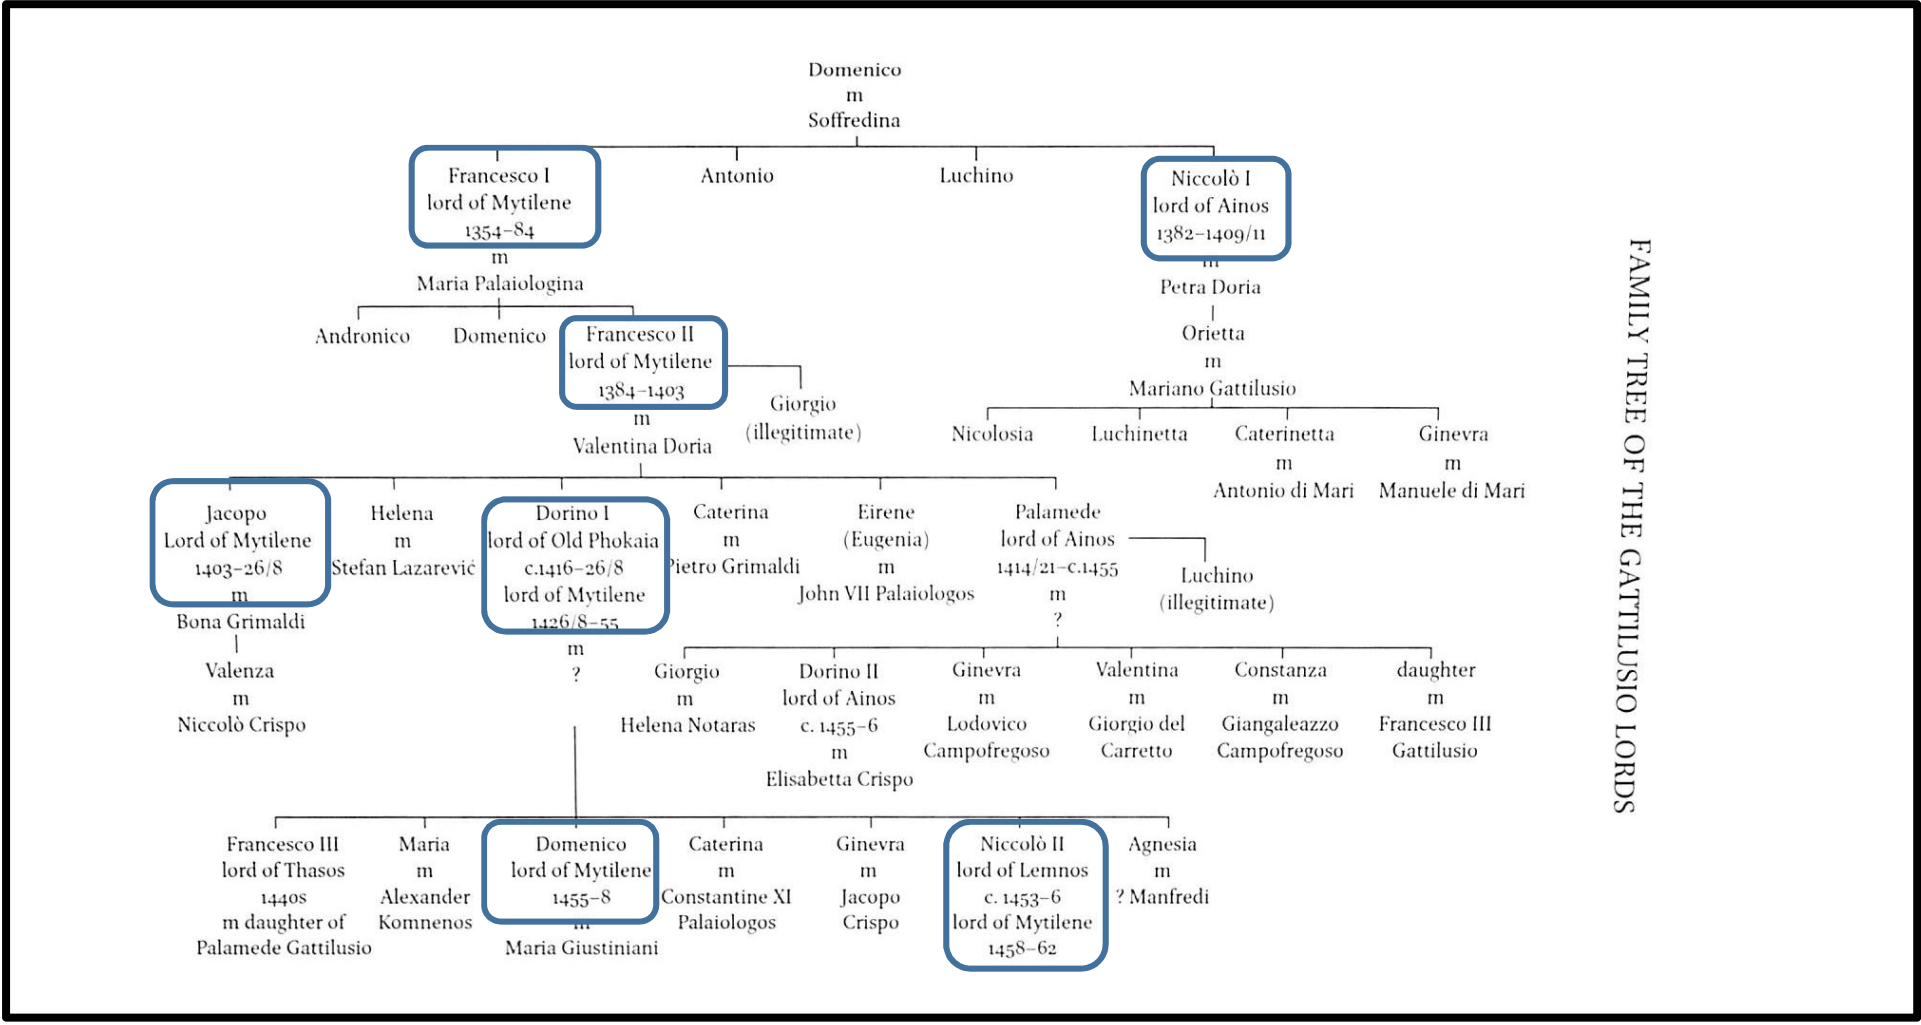 Domenico
m
Soffredina
Francesco I
lord of Mytilene
1354–84
m
Maria Palaiologina
Antonio
Luchino
Niccolò I
lord of Ainos
1382–1409/11
m
Petra Doria
Orietta
m
Mariano Gattilusio
Andronico
Domenico
Francesco II
lord of Mytilene
1384–1403
m
Valentina Doria
Giorgio
(illegitimate)
Nicolosia
Luchinetta
Caterinetta
m
Antonio di Mari
Ginevra
m
Manuele di Mari
Jacopo
Lord of Mytilene
1403–26/8
m
Bona Grimaldi
Valenza
m
Niccolò Crispo
Helena
m
Stefan Lazarević
Dorino I
lord of Old Phokaia
c.1416–26/8
lord of Mytilene
1426/8–55
m
?
Caterina
m
Pietro Grimaldi
Eirene
(Eugenia)
m
John VII Palaiologos
Palamede
lord of Ainos
1414/21–c.1455
m
?
Luchino
(illegitimate)
Giorgio
m
Helena Notaras
Dorino II
lord of Ainos
c. 1455–6
m
Elisabetta Crispo
Ginevra
m
Lodovico
Campofregoso
Valentina
m
Giorgio del
Carretto
Constanza
m
Giangaleazzo
Campofregoso
daughter
m
Francesco III
Gattilusio
Francesco III
lord of Thasos
1440s
m daughter of
Palamede Gattilusio
Maria
m
Alexander
Komnenos
Domenico
lord of Mytilene
1455–8
m
Maria Giustiniani
Caterina
m
Constantine XI
Palaiologos
Ginevra
m
Jacopo
Crispo
Niccolò II
lord of Lemnos
c. 1453–6
lord of Mytilene
1458–62
Agnesia
m
? Manfredi
FAMILY TREE OF THE GATTILUSIO LORDS